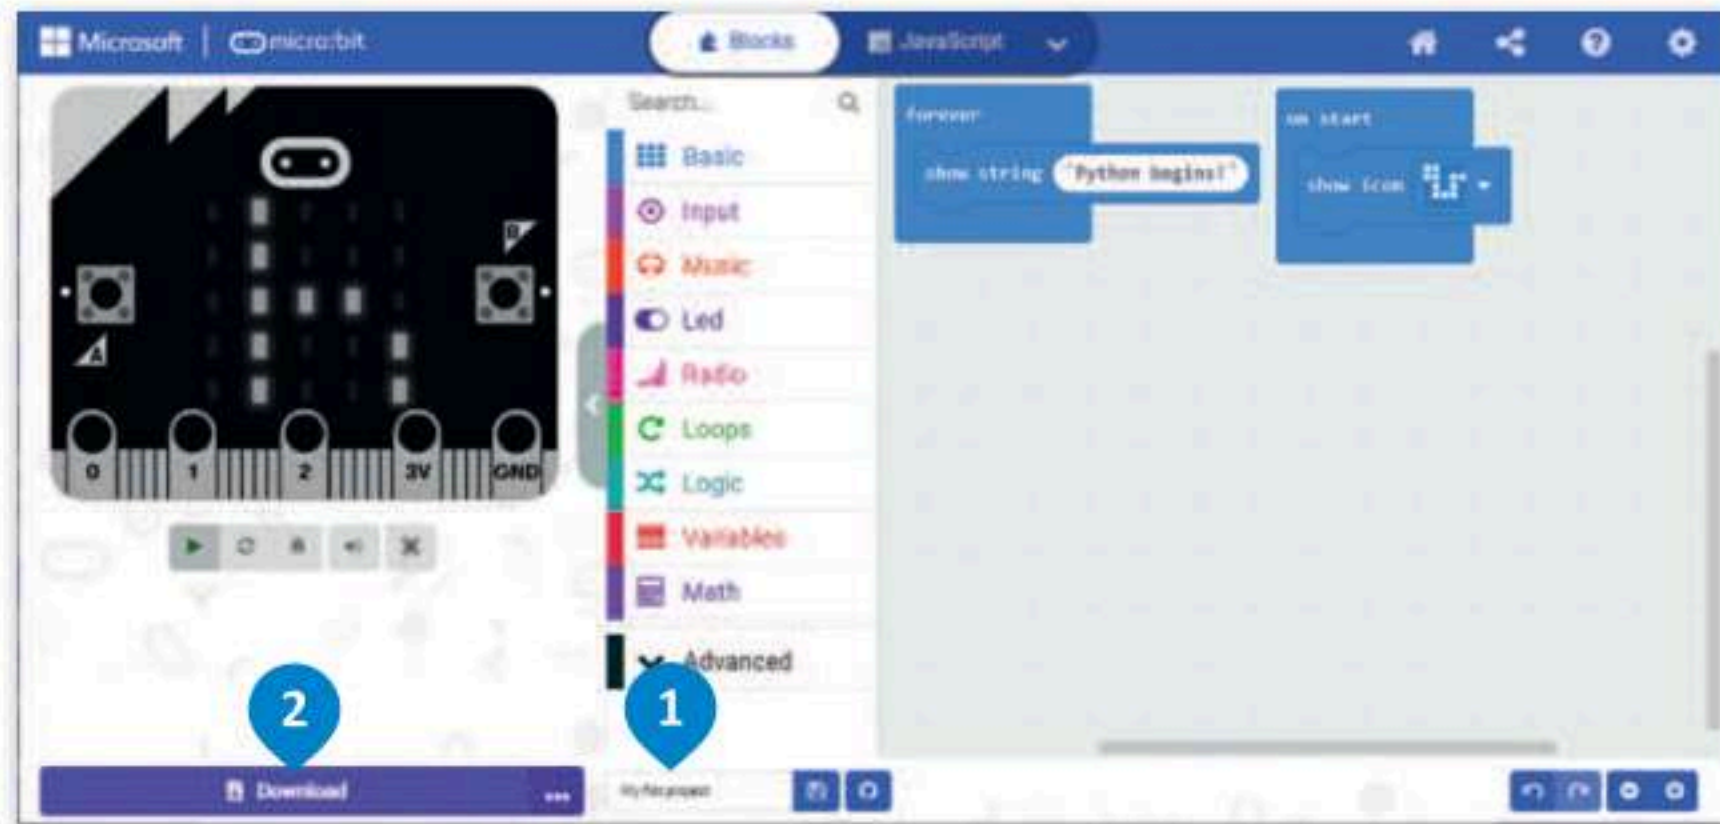 Microsoft
micro:bit
Blocks
JavaScript
B
A
0
1
2
3V
GND
Search...
Basic
Input
Music
Led
Radio
Loops
Logic
Variables
Math
Advanced
forever
show string "Python begins!"
on start
show icon
2
1
Download
...